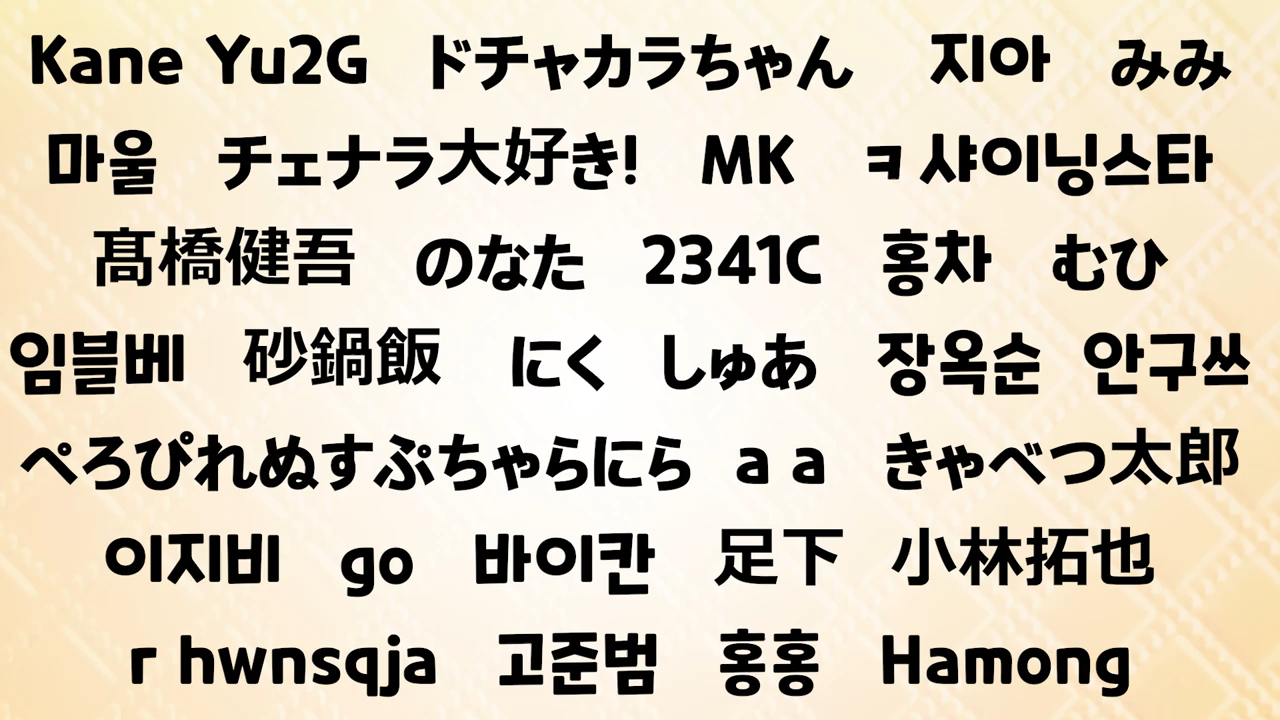 Kane Yu2G ドチャカラちゃん 지아 みみ
마울 チェナラ大好き! MK ㅋ 샤이닝스타
髙橋健吾 のなた 2341C 홍차 むひ
임블베 砂鍋飯 にく しゅあ 장옥순 안구쓰
ぺろぴれぬすぷちゃらにら a a きゃべつ太郎
이지비 go 바이칸 足下 小林拓也
r hwnsqja 고준범 홍홍 Hamong